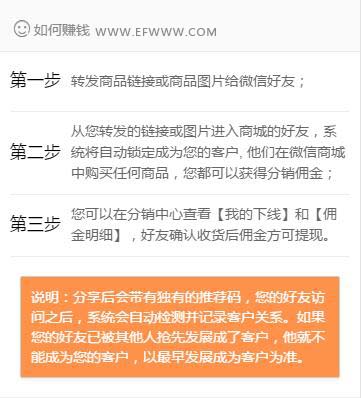 如何赚钱 WWW.EFWWW.COM
第一步 转发商品链接或商品图片给微信好友；
从您转发的链接或图片进入商城的好友，系
第二步 统将自动锁定成为您的客户, 他们在微信商城
中购买任何商品，您都可以获得分销佣金；
第三步 您可以在分销中心查看【我的下线】和【佣
金明细】，好友确认收货后佣金方可提现。
说明：分享后会带有独有的推荐码，您的好友访
问之后，系统会自动检测并记录客户关系。如果
您的好友已被其他人抢先发展成了客户，他就不
能成为您的客户，以最早发展成为客户为准。